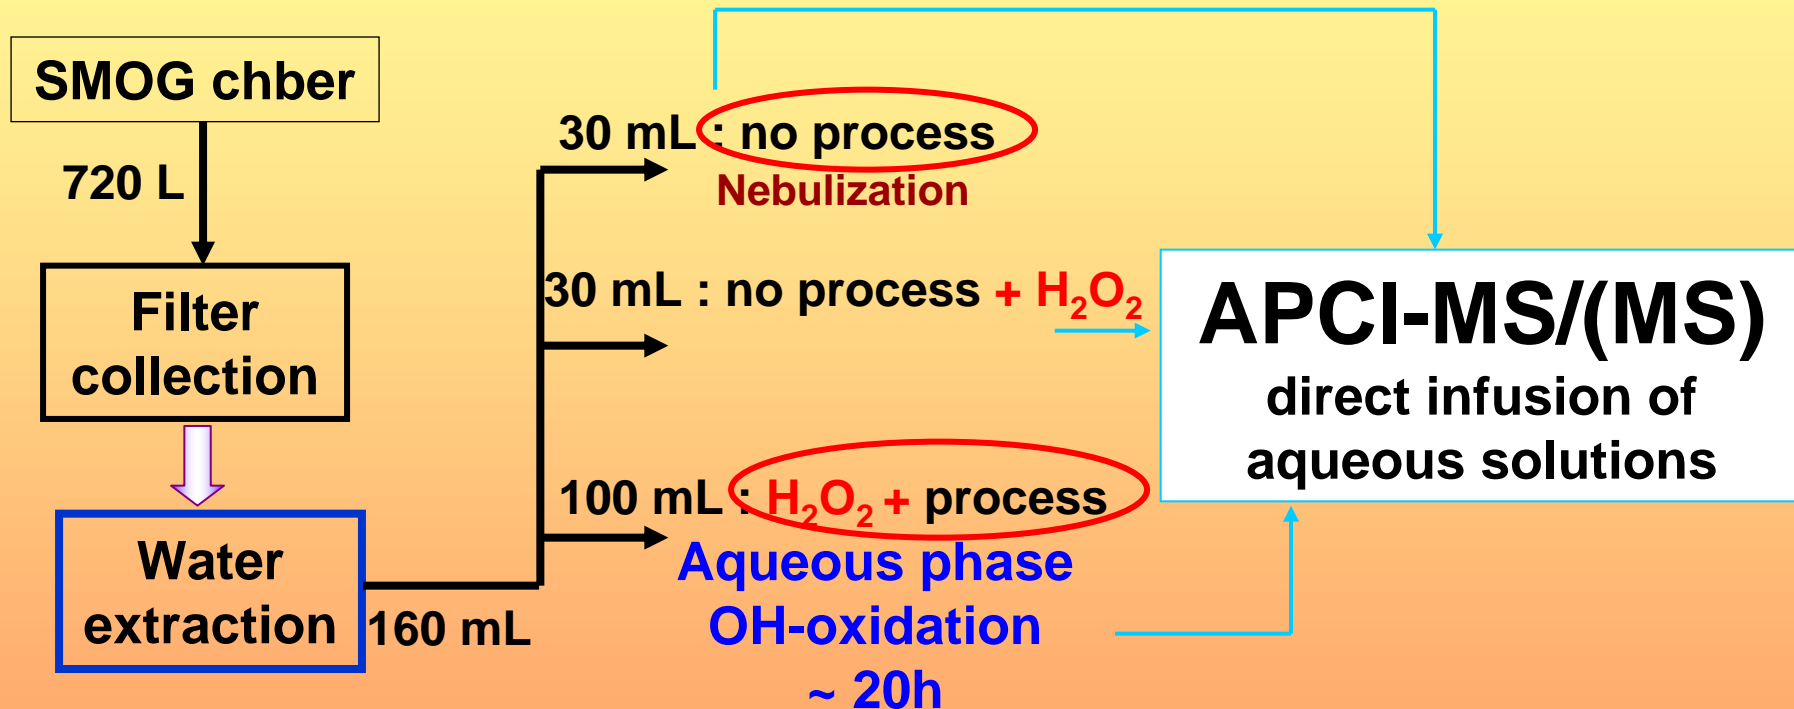 SMOG chber
720 L
Filter
collection
Water
extraction
160 mL
30 mL : no process
Nebulization
30 mL : no process + H₂O₂
100 mL : H₂O₂ + process
Aqueous phase
OH-oxidation
~ 20h
APCI-MS/(MS)
direct infusion of
aqueous solutions